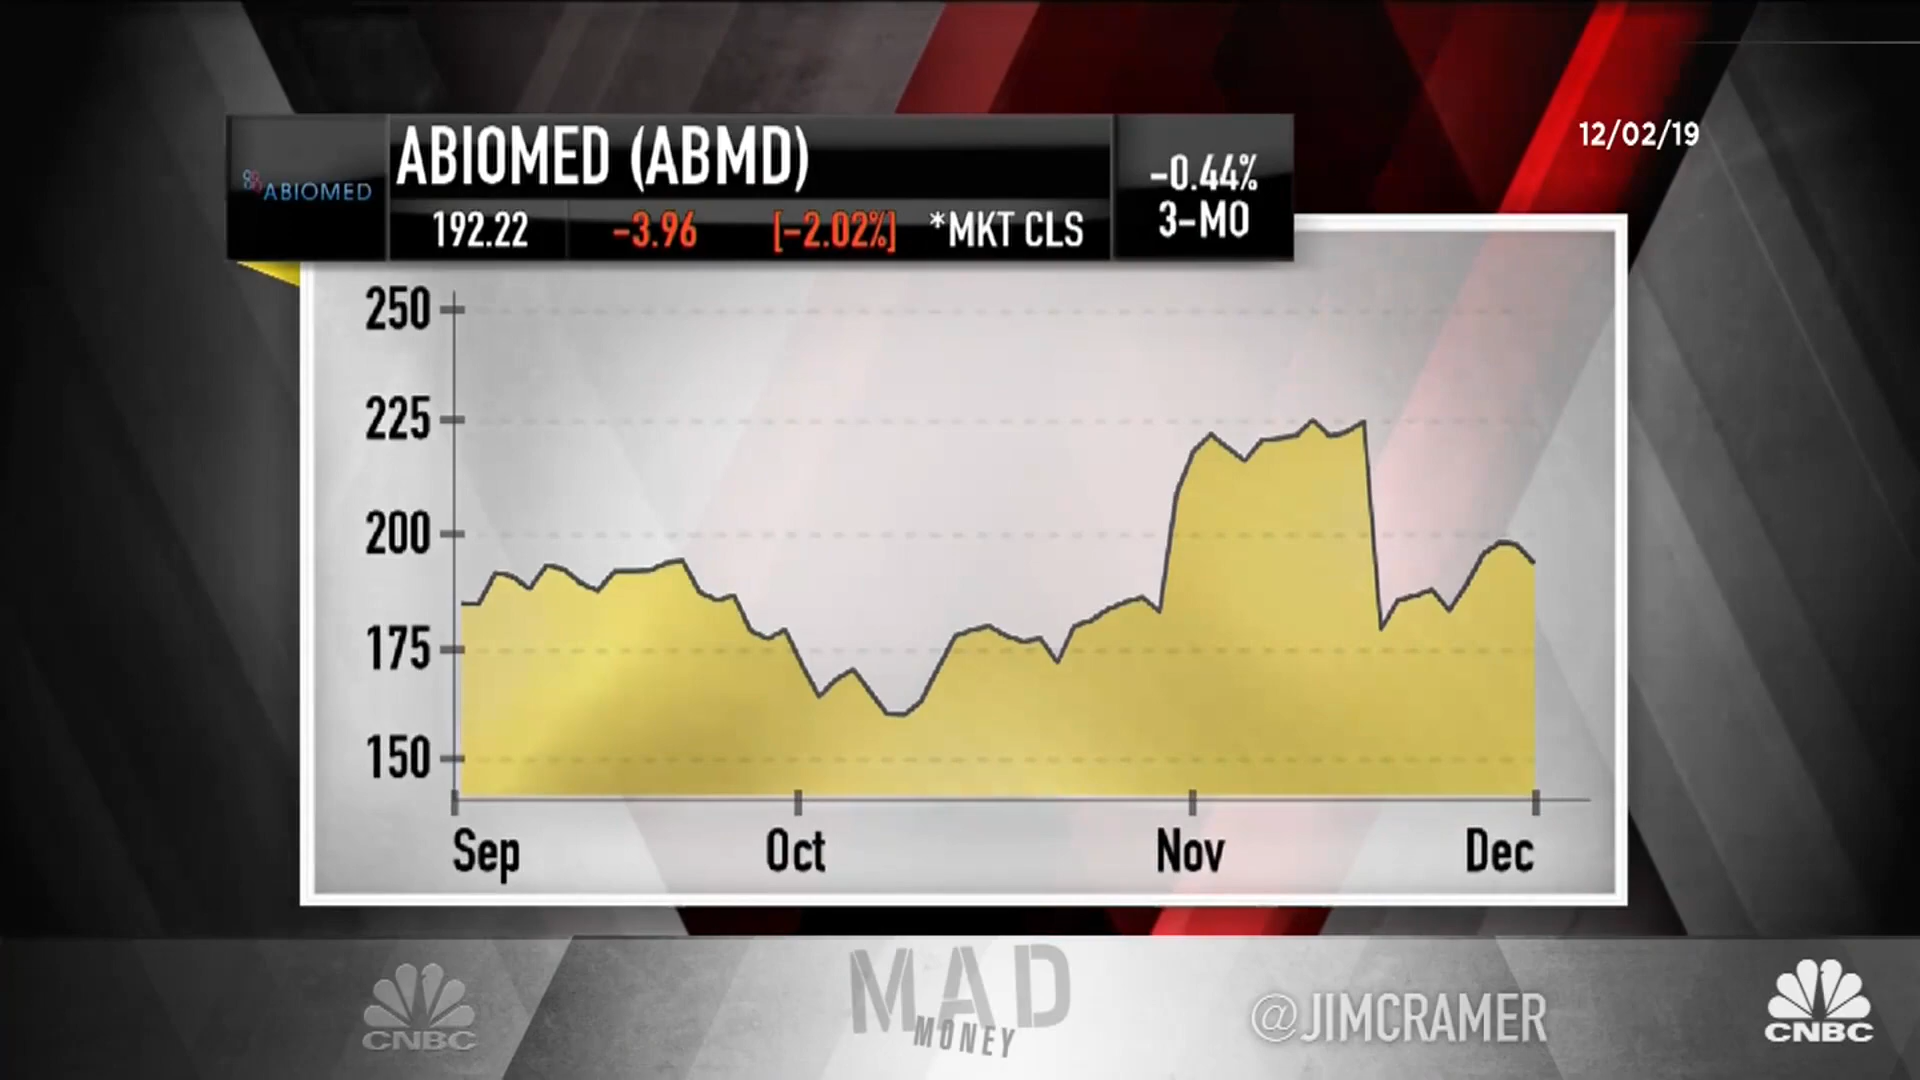 12/02/19
ABIOMED
ABIOMED (ABMD)
192.22 -3.96 [-2.02%] *MKT CLS
-0.44%
3-MO
250
225
200
175
150
Sep Oct Nov Dec
CNBC
MAD
MONEY
@JIMCRAMER
CNBC